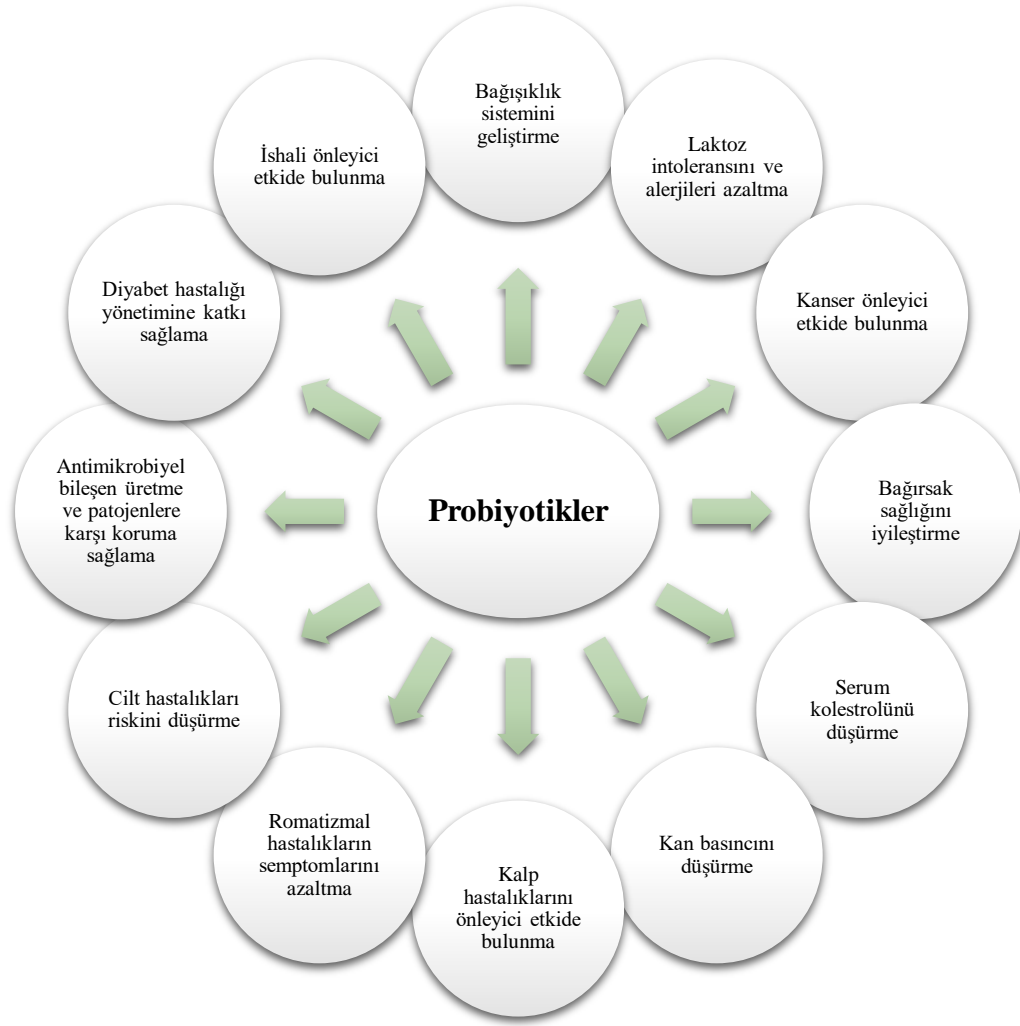 Bağışıklık
sistemini
geliştirme
Laktoz
intoleransını ve
alerjileri azaltma
Kanser önleyici
etkide bulunma
Bağırsak
sağlığını
iyileştirme
Serum
kolestrolünü
düşürme
Kan basıncını
düşürme
Kalp
hastalıklarını
önleyici etkide
bulunma
Romatizmal
hastalıkların
semptomlarını
azaltma
Cilt hastalıkları
riskini düşürme
Antimikrobiyel
bileşen üretme
ve patojenlere
karşı koruma
sağlama
Diyabet hastalığı
yönetimine katkı
sağlama
İshali önleyici
etkide bulunma
Probiyotikler